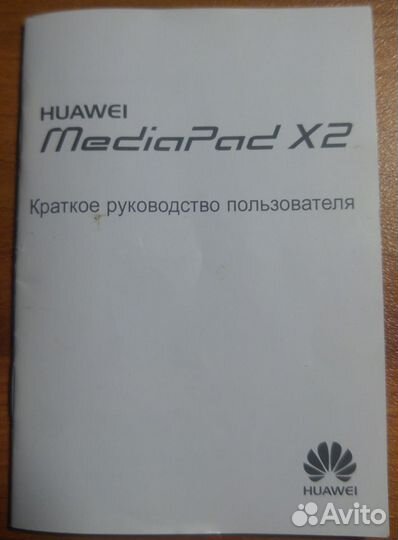 HUAWEI
MediaPad X2
Краткое руководство пользователя
HUAWEI
Avito